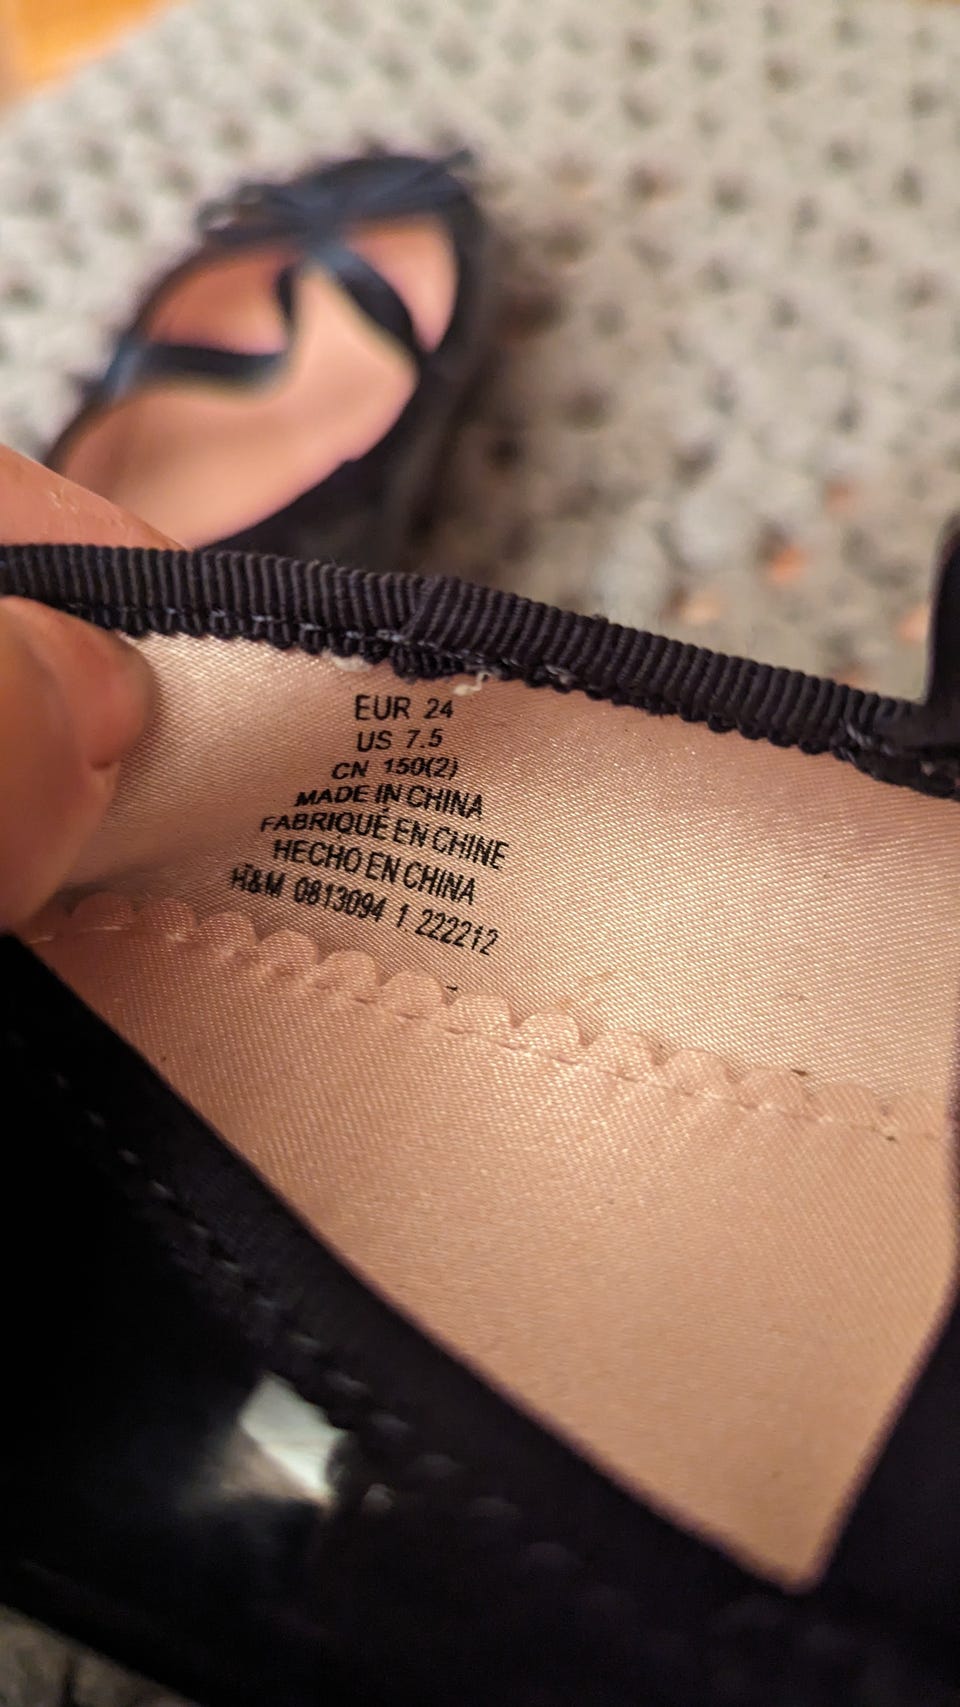 EUR 24
US 7.5
CN 150(2)
MADE IN CHINA
FABRIQUÉ EN CHINE
HECHO EN CHINA
H&M 0813094 1 222212